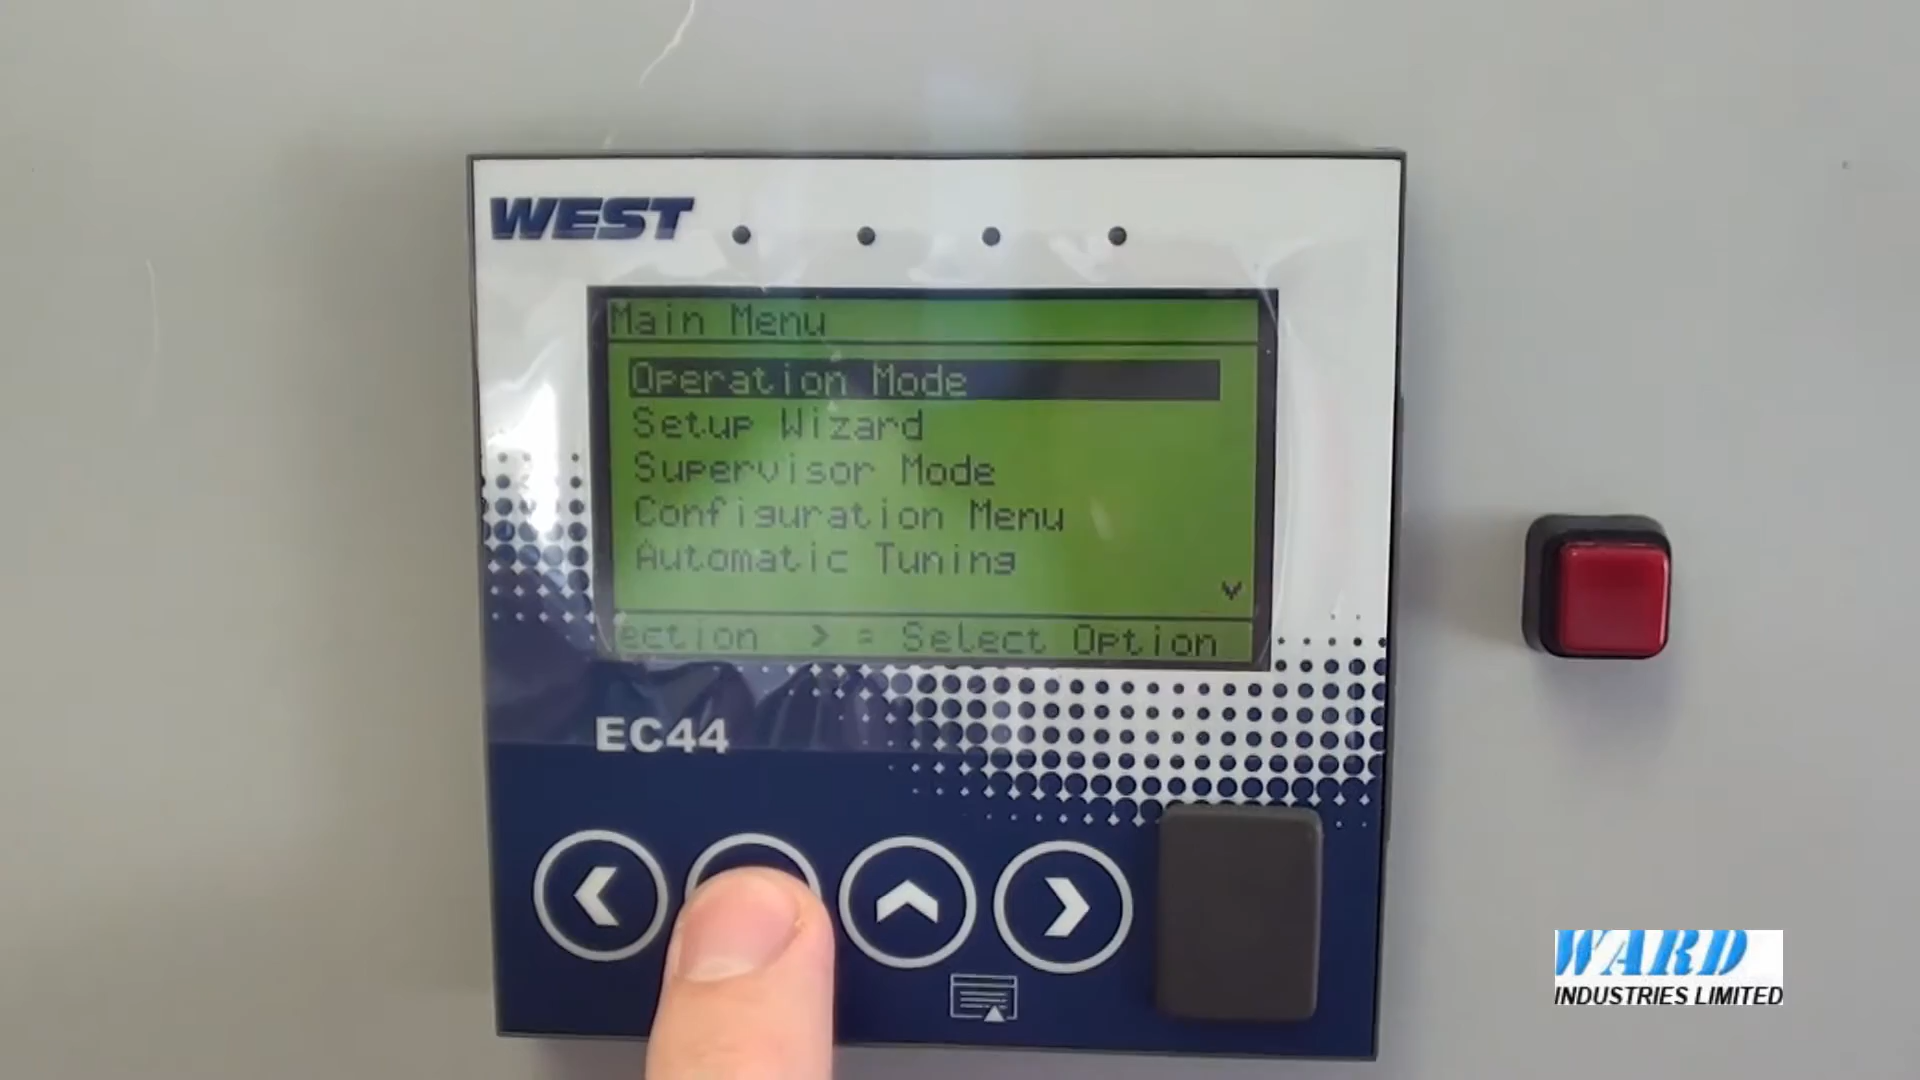 WEST
Main Menu
Operation Mode
Setup Wizard
Supervisor Mode
Configuration Menu
Automatic Tuning
ection > = Select Option
EC44
WARD
INDUSTRIES LIMITED